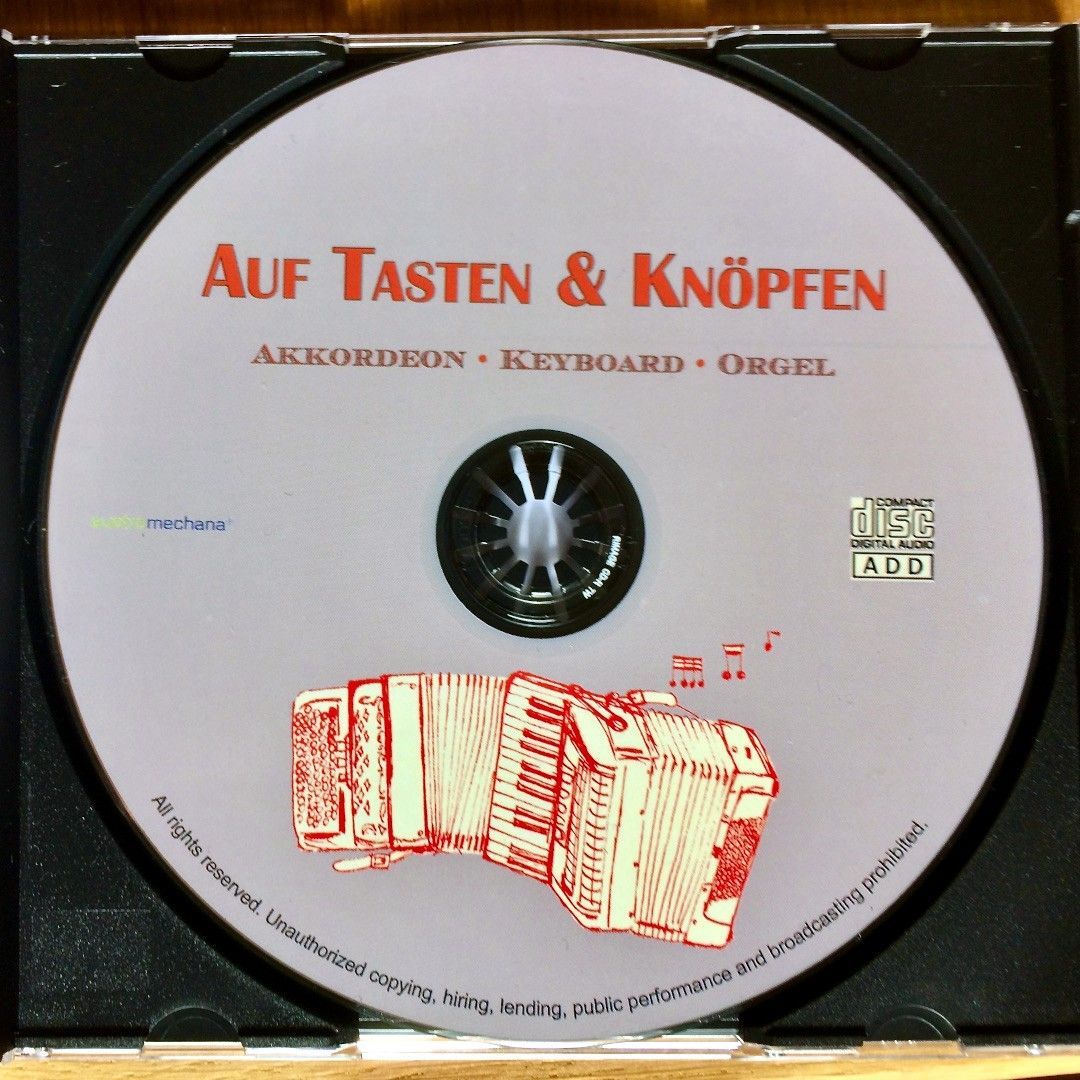 AUF TASTEN & KNÖPFEN
AKKORDEON • KEYBOARD • ORGEL
austromechana®
COMPACT
disc
DIGITAL AUDIO
ADD
All rights reserved. Unauthorized copying, hiring, lending, public performance and broadcasting prohibited.